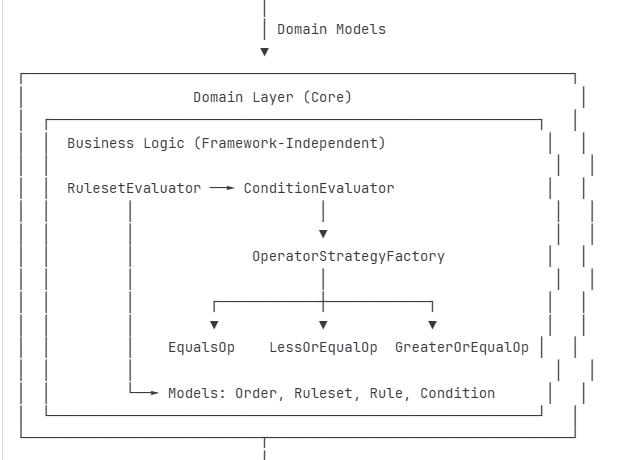 Domain Models
Domain Layer (Core)
Business Logic (Framework-Independent)
RulesetEvaluator ConditionEvaluator
OperatorStrategyFactory
EqualsOp LessOrEqualOp GreaterOrEqualOp
Models: Order, Ruleset, Rule, Condition